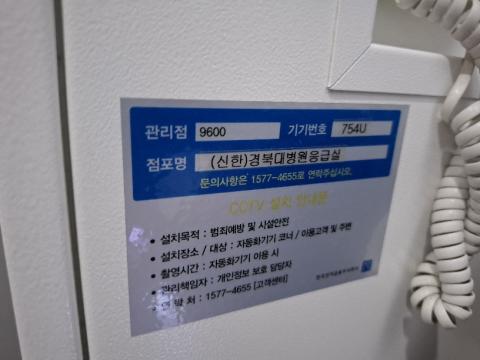 관리점 9600 기기번호 754U
점포명 (신한)경북대병원응급실
문의사항은 1577-4655로 연락주십시오.
CCTV 설치 안내문
• 설치목적 : 범죄예방 및 시설안전
• 설치장소 / 대상 : 자동화기기 코너 / 이용고객 및 주변
• 촬영시간 : 자동화기기 이용 시
• 관리책임자 : 개인정보 보호 담당자
• 연 락 처 : 1577-4655 [고객센터]